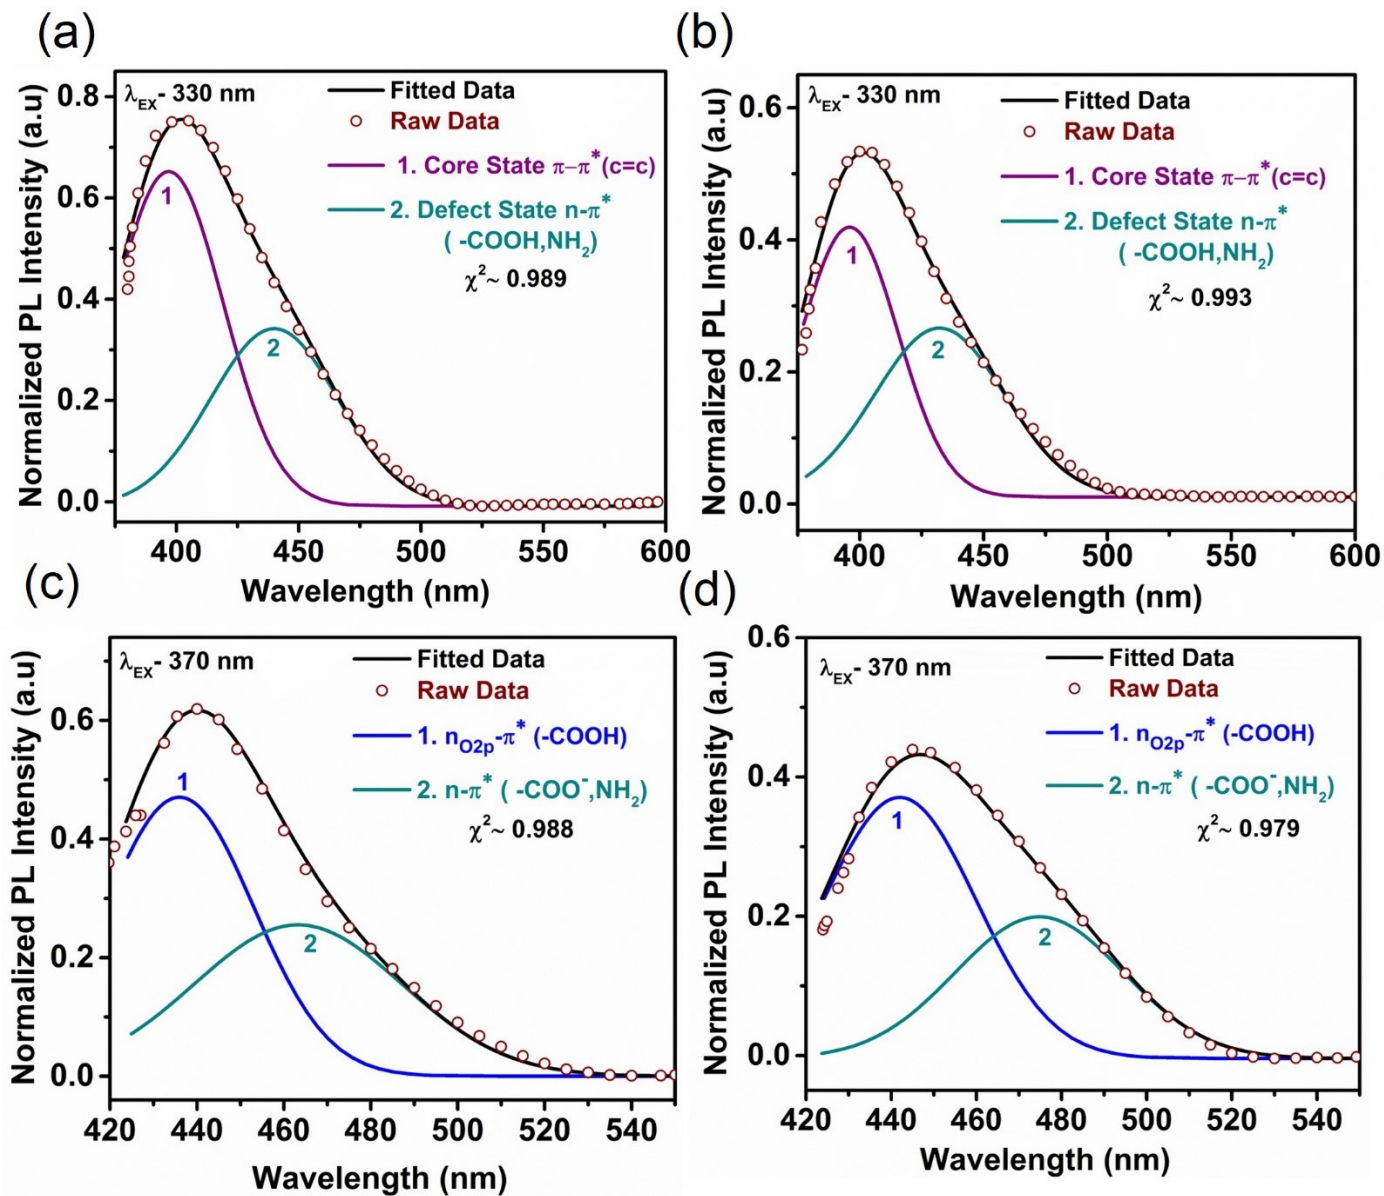 (a)
λEX- 330 nm
Fitted Data
Raw Data
1. Core State π–π*(c=c)
2. Defect State n-π*
( -COOH,NH2)
χ2~ 0.989
1
2
Normalized PL Intensity (a.u)
0.8
0.6
0.4
0.2
0.0
400 450 500 550 600
Wavelength (nm)
(b)
λEX- 330 nm
Fitted Data
Raw Data
1. Core State π–π*(c=c)
2. Defect State n-π*
( -COOH,NH2)
χ2~ 0.993
1
2
Normalized PL Intensity (a.u)
0.6
0.4
0.2
0.0
400 450 500 550 600
Wavelength (nm)
(c)
λEX- 370 nm
Fitted Data
Raw Data
1. nO2p-π* (-COOH)
2. n-π* ( -COO-,NH2)
χ2~ 0.988
1
2
Normalized PL Intensity (a.u)
0.6
0.4
0.2
0.0
420 440 460 480 500 520 540
Wavelength (nm)
(d)
λEX- 370 nm
Fitted Data
Raw Data
1. nO2p-π* (-COOH)
2. n-π* ( -COO-,NH2)
χ2~ 0.979
1
2
Normalized PL Intensity (a.u)
0.6
0.4
0.2
0.0
420 440 460 480 500 520 540
Wavelength (nm)